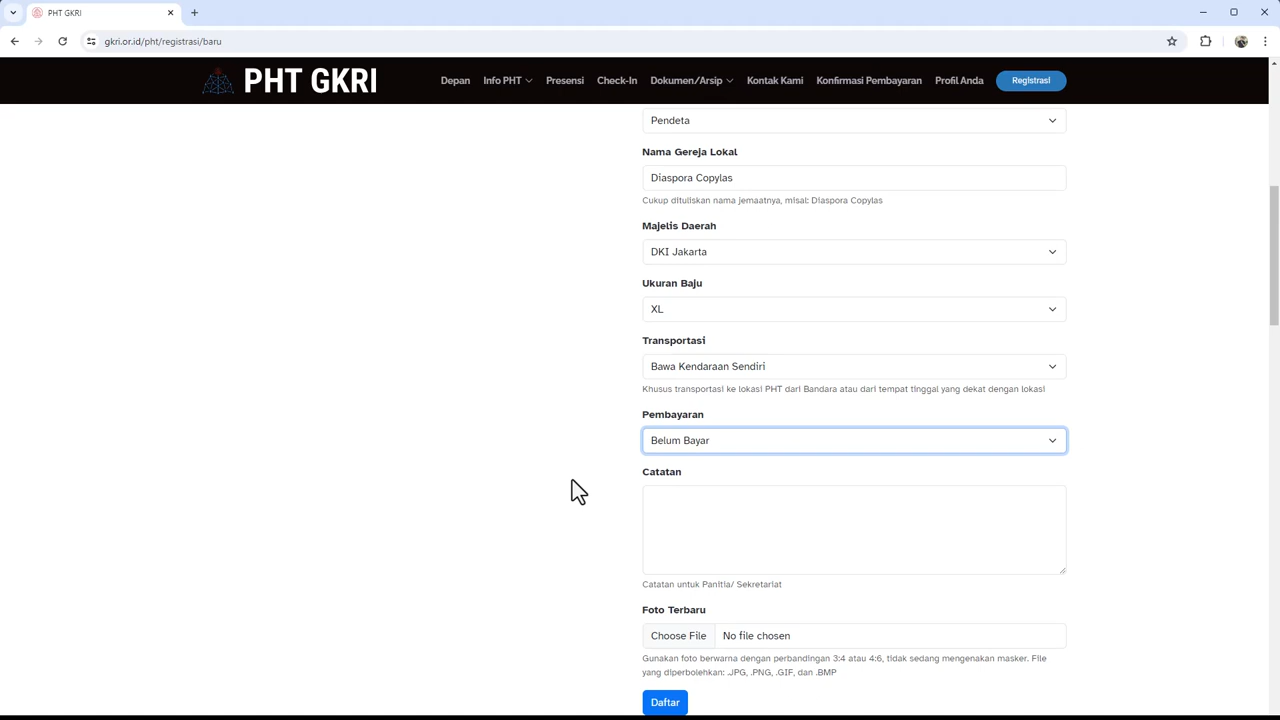 PHT GKRI
gkri.or.id/pht/registrasi/baru
PHT GKRI
Depan Info PHT Presensi Check-In Dokumen/Arsip Kontak Kami Konfirmasi Pembayaran Profil Anda Registrasi
Pendeta
Nama Gereja Lokal
Diaspora Copylas
Cukup dituliskan nama jemaatnya, misal: Diaspora Copylas
Majelis Daerah
DKI Jakarta
Ukuran Baju
XL
Transportasi
Bawa Kendaraan Sendiri
Khusus transportasi ke lokasi PHT dari Bandara atau dari tempat tinggal yang dekat dengan lokasi
Pembayaran
Belum Bayar
Catatan
Catatan untuk Panitia/ Sekretariat
Foto Terbaru
Choose File No file chosen
Gunakan foto berwarna dengan perbandingan 3:4 atau 4:6, tidak sedang mengenakan masker. File
yang diperbolehkan: .JPG, .PNG, .GIF, dan .BMP
Daftar